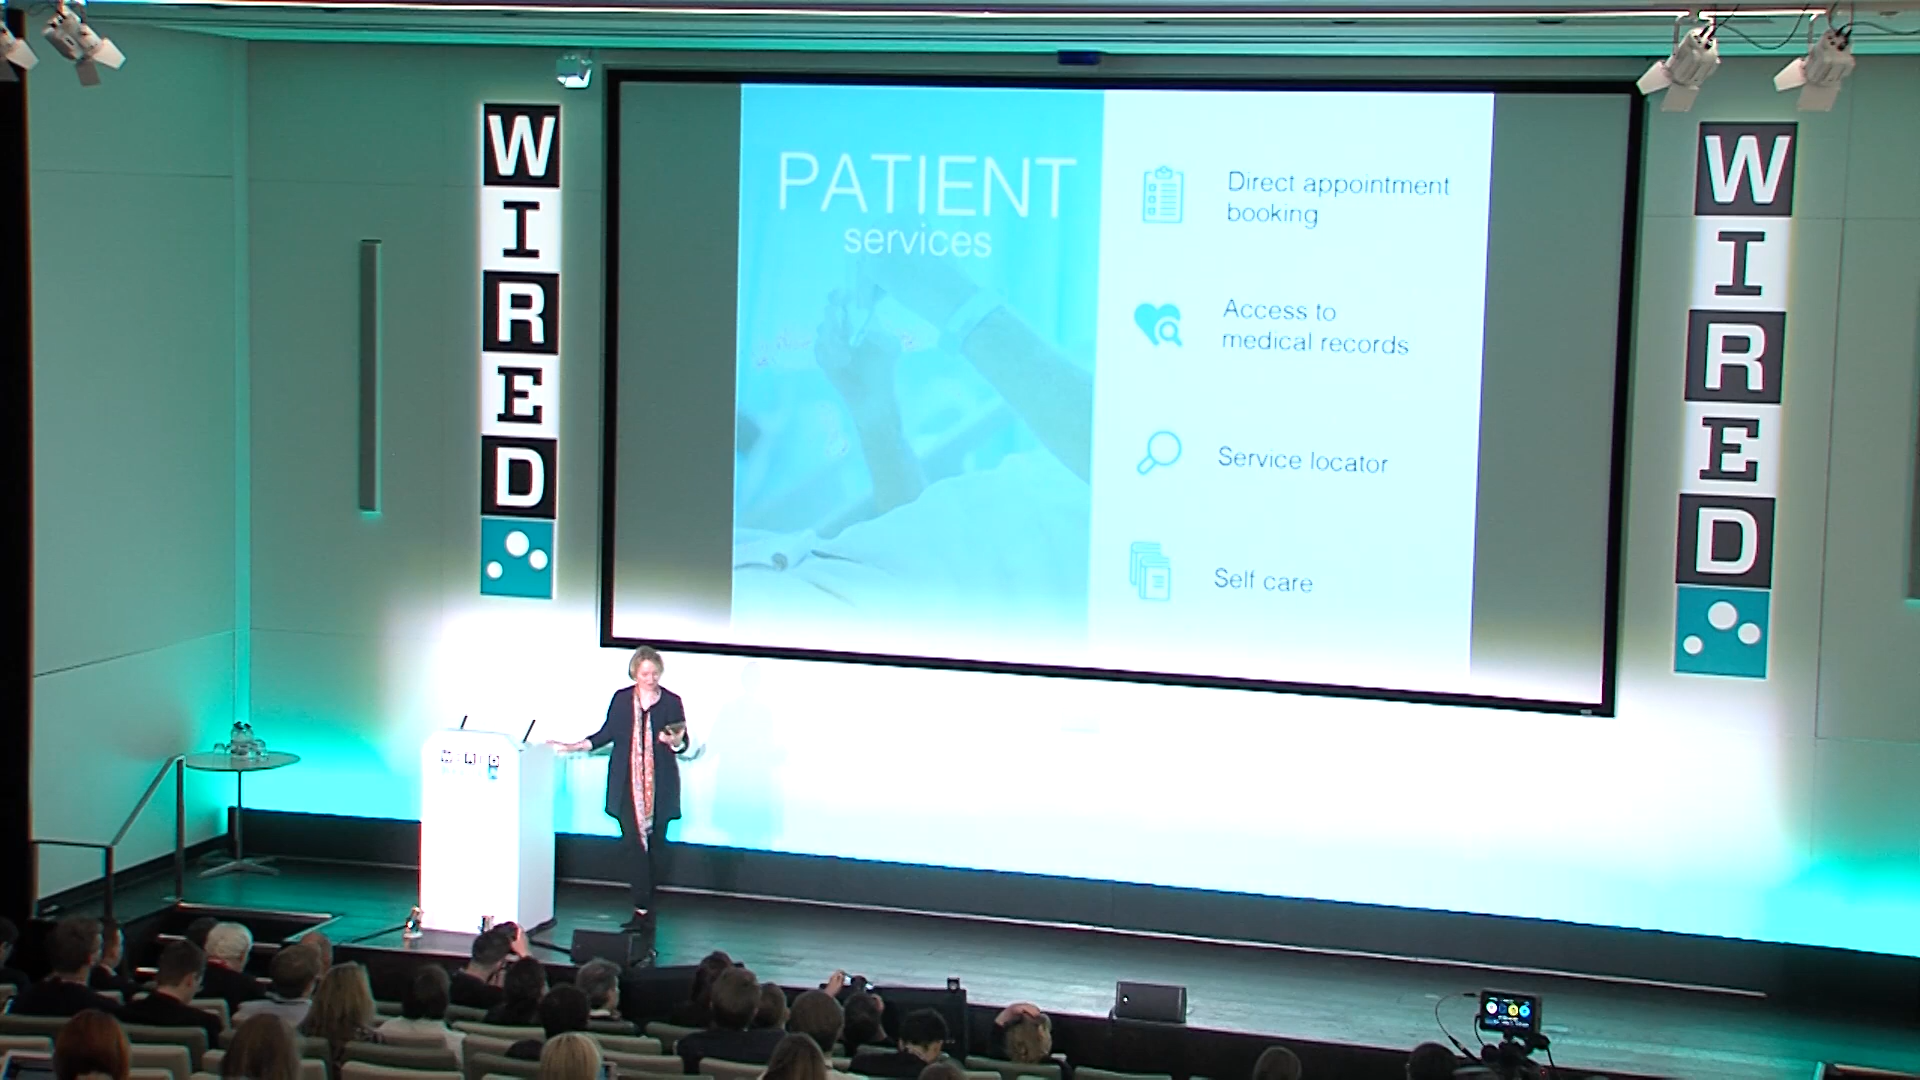 WIRED
PATIENT
services
Direct appointment
booking
Access to
medical records
Service locator
Self care
WIRED